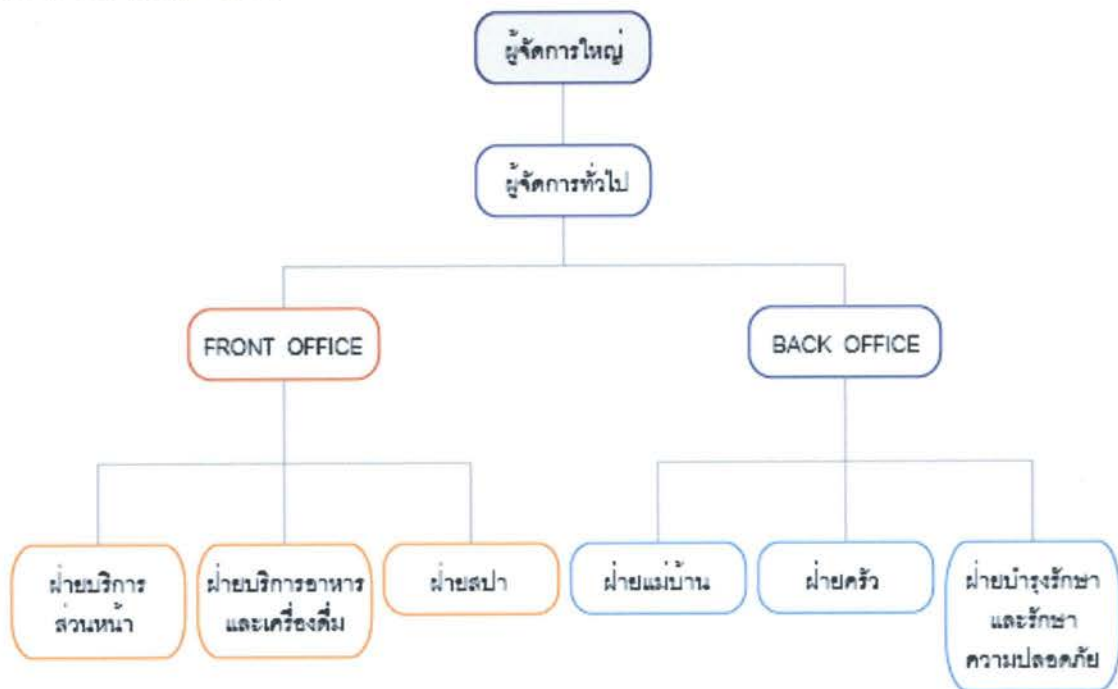 ผู้จัดการใหญ่
ผู้จัดการทั่วไป
FRONT OFFICE
BACK OFFICE
ฝ่ายบริการ
ส่วนหน้า
ฝ่ายบริการอาหาร
และเครื่องดื่ม
ฝ่ายสปา
ฝ่ายแม่บ้าน
ฝ่ายครัว
ฝ่ายบำรุงรักษา
และรักษา
ความปลอดภัย